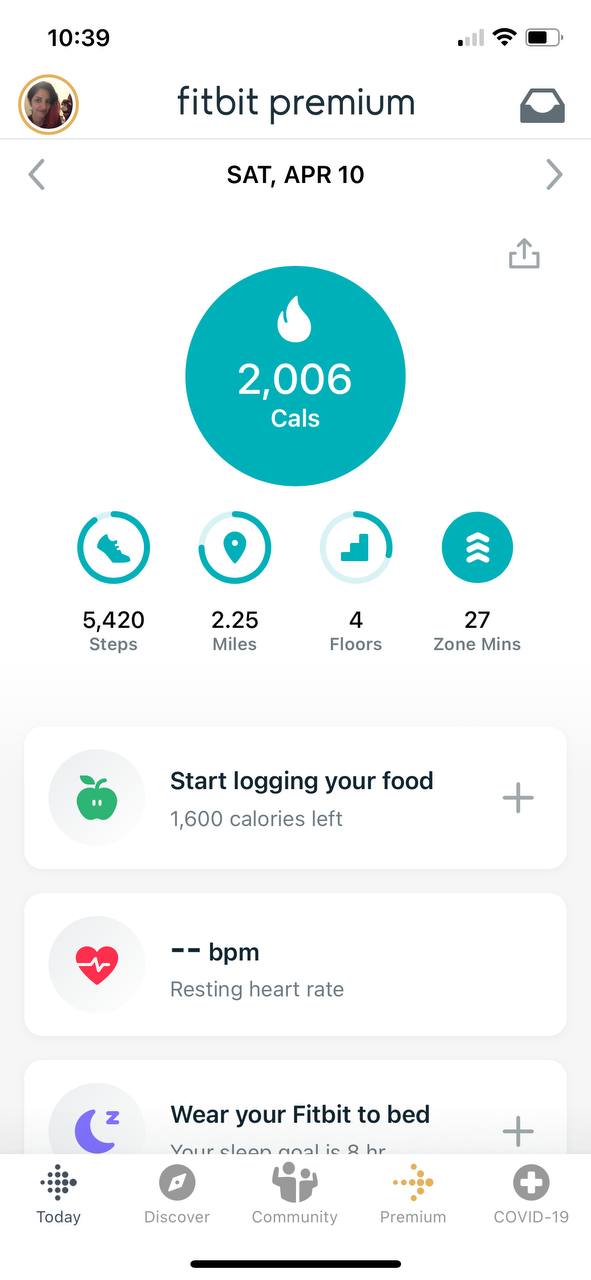 10:39
fitbit premium
SAT, APR 10
2,006
Cals
5,420 2.25 4 27
Steps Miles Floors Zone Mins
Start logging your food
1,600 calories left
-- bpm
Resting heart rate
Wear your Fitbit to bed
z
Your sleep goal is 8 hr
Today Discover Community Premium COVID-19